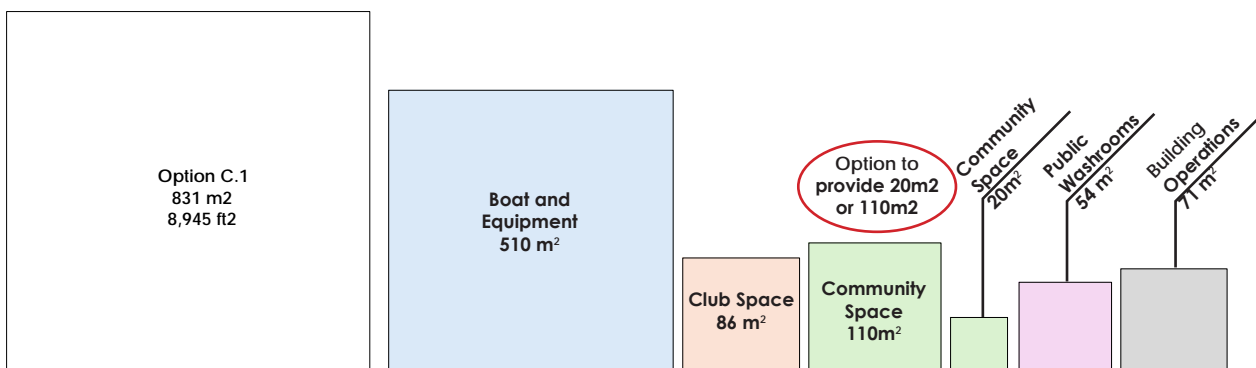 Option C.1
831 m2
8,945 ft2
Boat and
Equipment
510 m²
Club Space
86 m²
Option to
provide 20m2
or 110m2
Community
Space
110m²
Community
Space
20m²
Public
Washrooms
54 m²
Building
Operations
71 m²